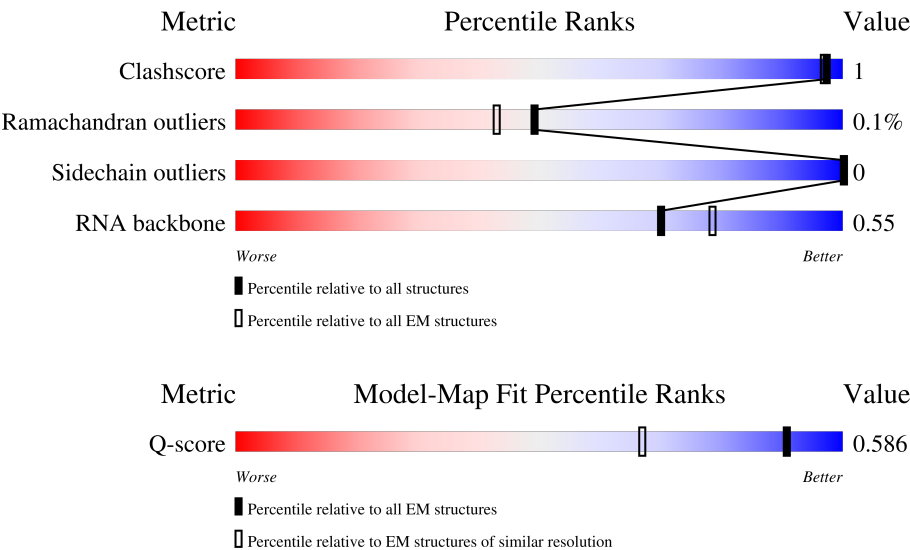 Metric Percentile Ranks Value
Clashscore 1
Ramachandran outliers 0.1%
Sidechain outliers 0
RNA backbone 0.55
Worse Better
Percentile relative to all structures
Percentile relative to all EM structures
Metric Model-Map Fit Percentile Ranks Value
Q-score 0.586
Worse Better
Percentile relative to all EM structures
Percentile relative to EM structures of similar resolution